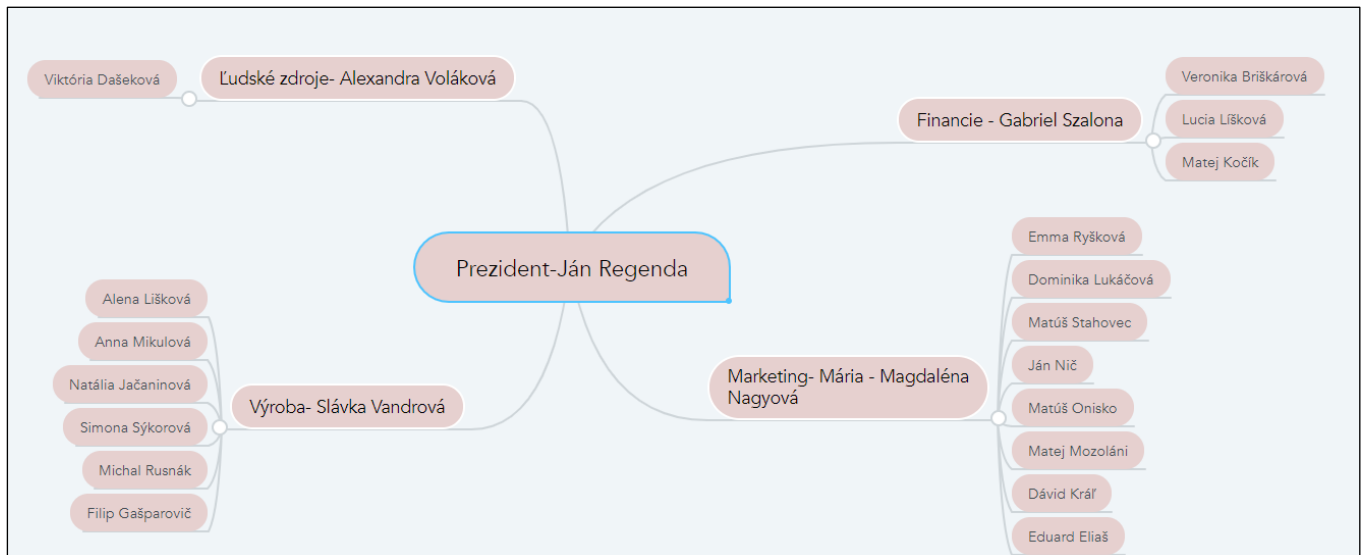 Viktória Dašeková
Ľudské zdroje- Alexandra Voláková
Financie - Gabriel Szalona
Veronika Briškárová
Lucia Líšková
Matej Kočík
Prezident-Ján Regenda
Alena Lišková
Anna Mikulová
Natália Jačaninová
Simona Sýkorová
Michal Rusnák
Filip Gašparovič
Výroba- Slávka Vandrová
Marketing- Mária - Magdaléna
Nagyová
Emma Ryšková
Dominika Lukáčová
Matúš Stahovec
Ján Nič
Matúš Onisko
Matej Mozoláni
Dávid Kráľ
Eduard Eliaš